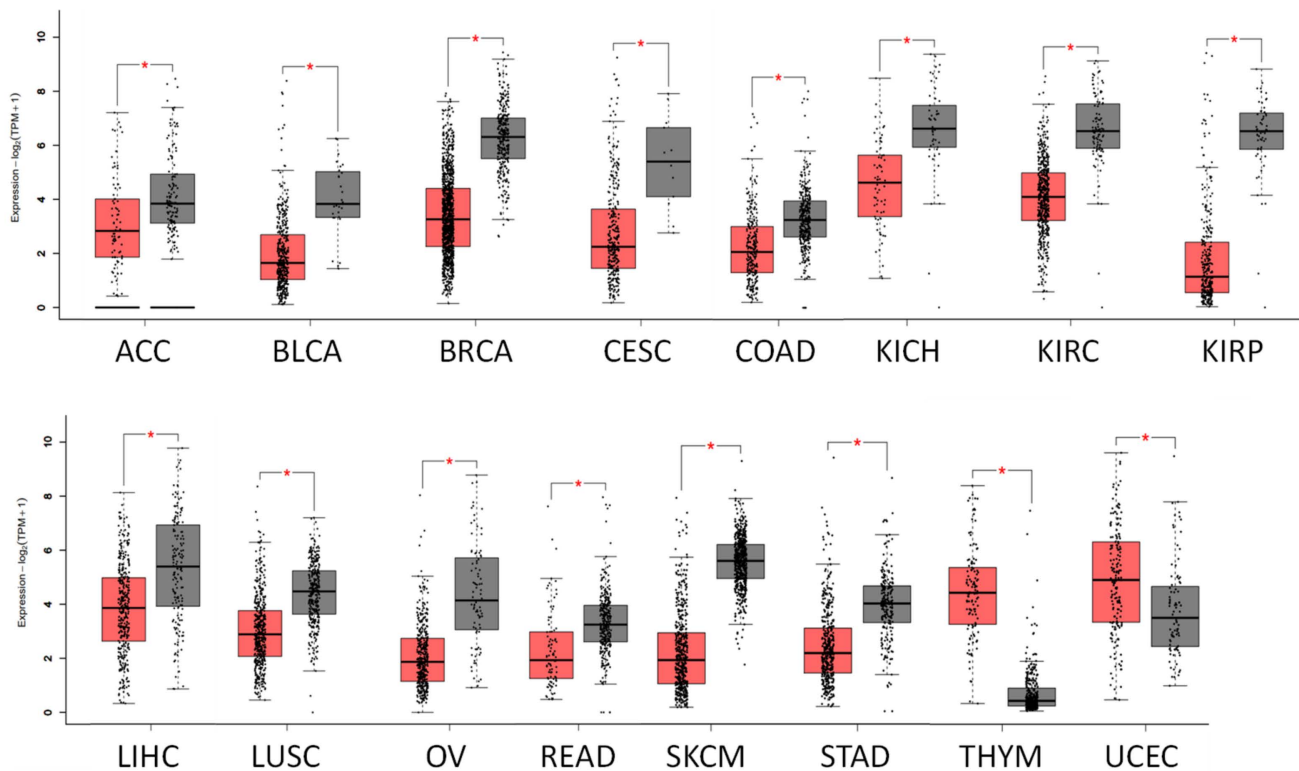 Expression−log₂(TPM+1)
10
8
6
4
2
0
* * * * * * * *
ACC BLCA BRCA CESC COAD KICH KIRC KIRP
Expression−log₂(TPM+1)
10
8
6
4
2
0
* * * * * * * *
LIHC LUSC OV READ SKCM STAD THYM UCEC